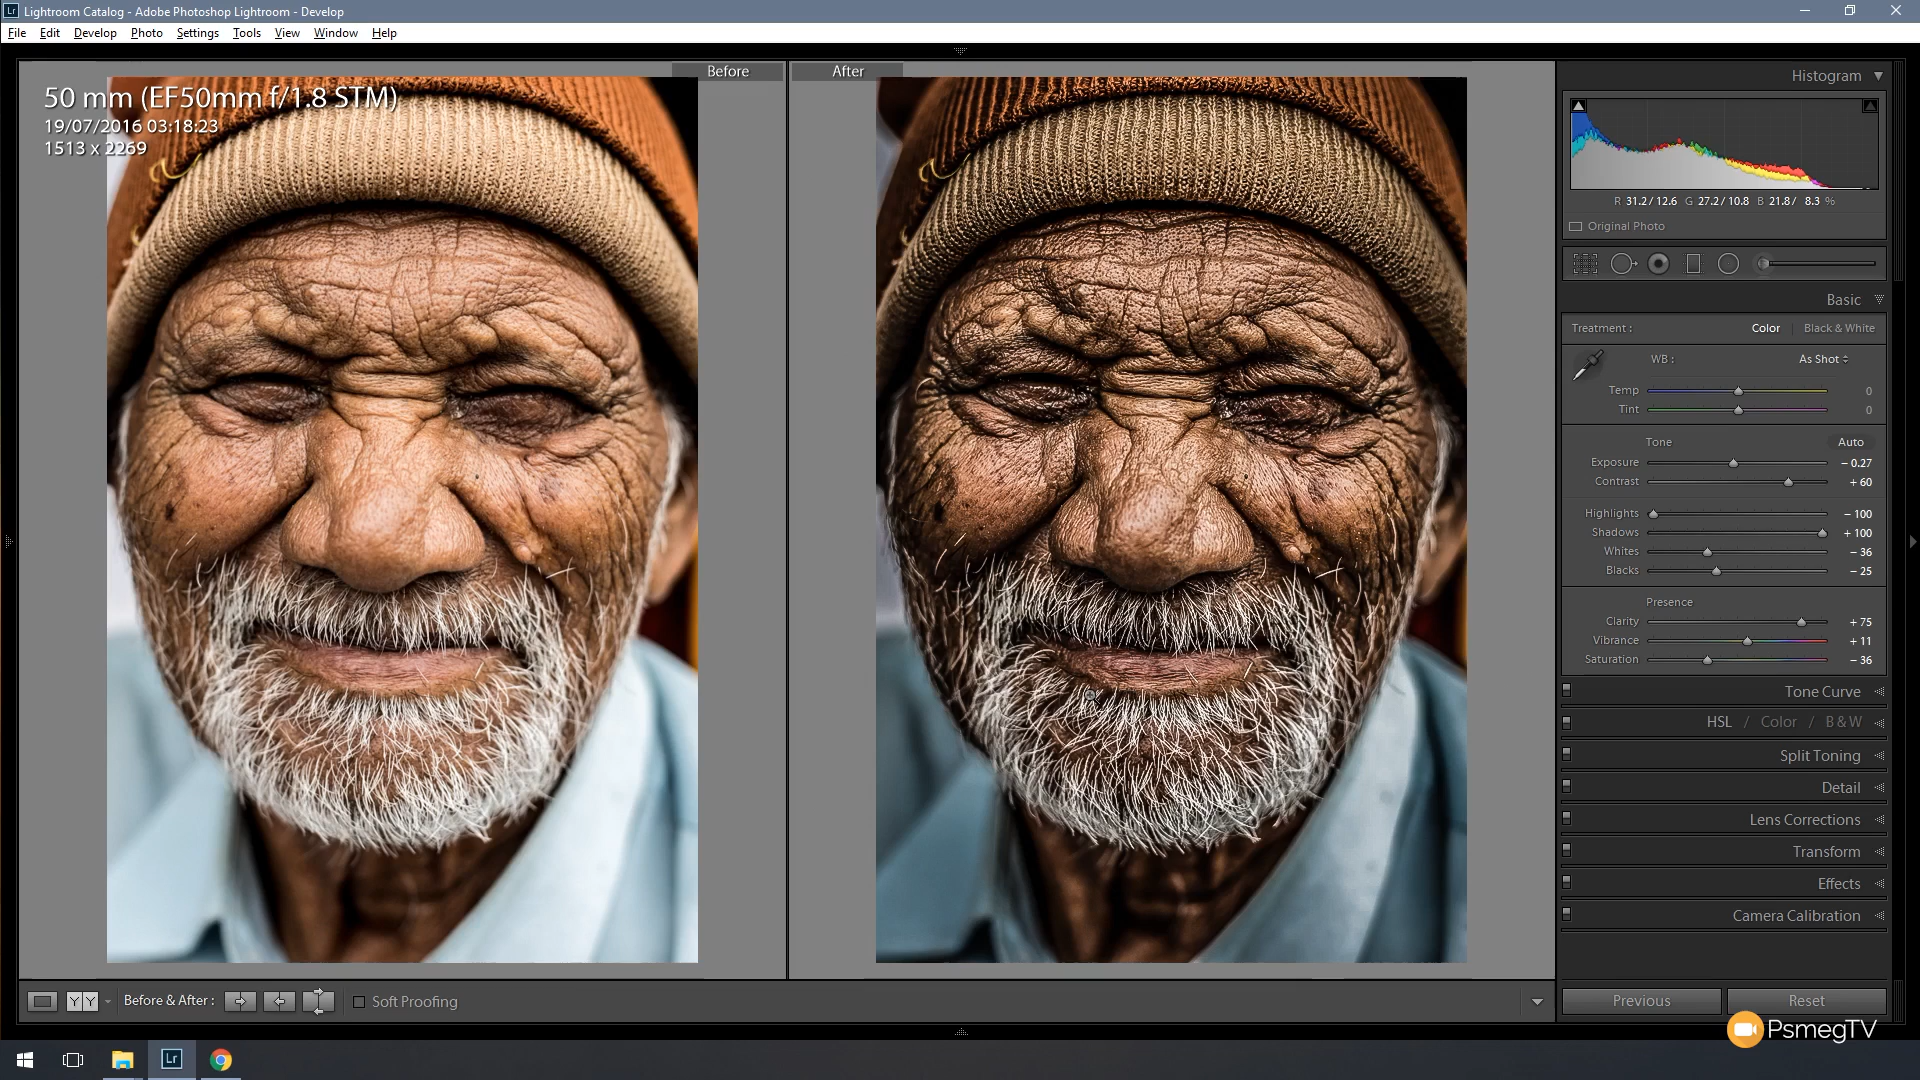 Lr Lightroom Catalog - Adobe Photoshop Lightroom - Develop
File Edit Develop Photo Settings Tools View Window Help
Before After
50 mm (EF50mm f/1.8 STM)
19/07/2016 03:18:23
1513 x 2269
Histogram
R 31.2 / 12.6 G 27.2 / 10.8 B 21.8 / 8.3 %
Original Photo
Basic
Treatment : Color Black & White
WB : As Shot
Temp 0
Tint 0
Tone Auto
Exposure - 0.27
Contrast + 60
Highlights - 100
Shadows + 100
Whites - 36
Blacks - 25
Presence
Clarity + 75
Vibrance + 11
Saturation - 36
Tone Curve
HSL / Color / B & W
Split Toning
Detail
Lens Corrections
Transform
Effects
Camera Calibration
Y Y Before & After : Soft Proofing
Previous Reset
PsmegTV
Lr